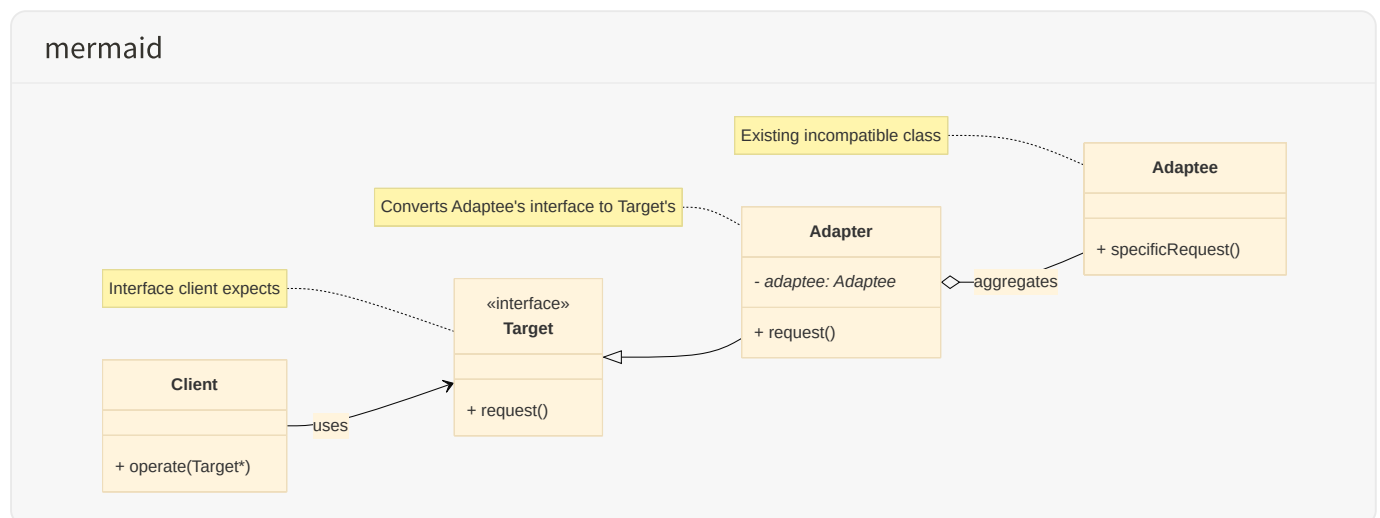 mermaid
Existing incompatible class
Adaptee
+ specificRequest()
Converts Adaptee's interface to Target's
Adapter
- adaptee: Adaptee
+ request()
aggregates
Interface client expects
«interface»
Target
+ request()
Client
+ operate(Target*)
uses